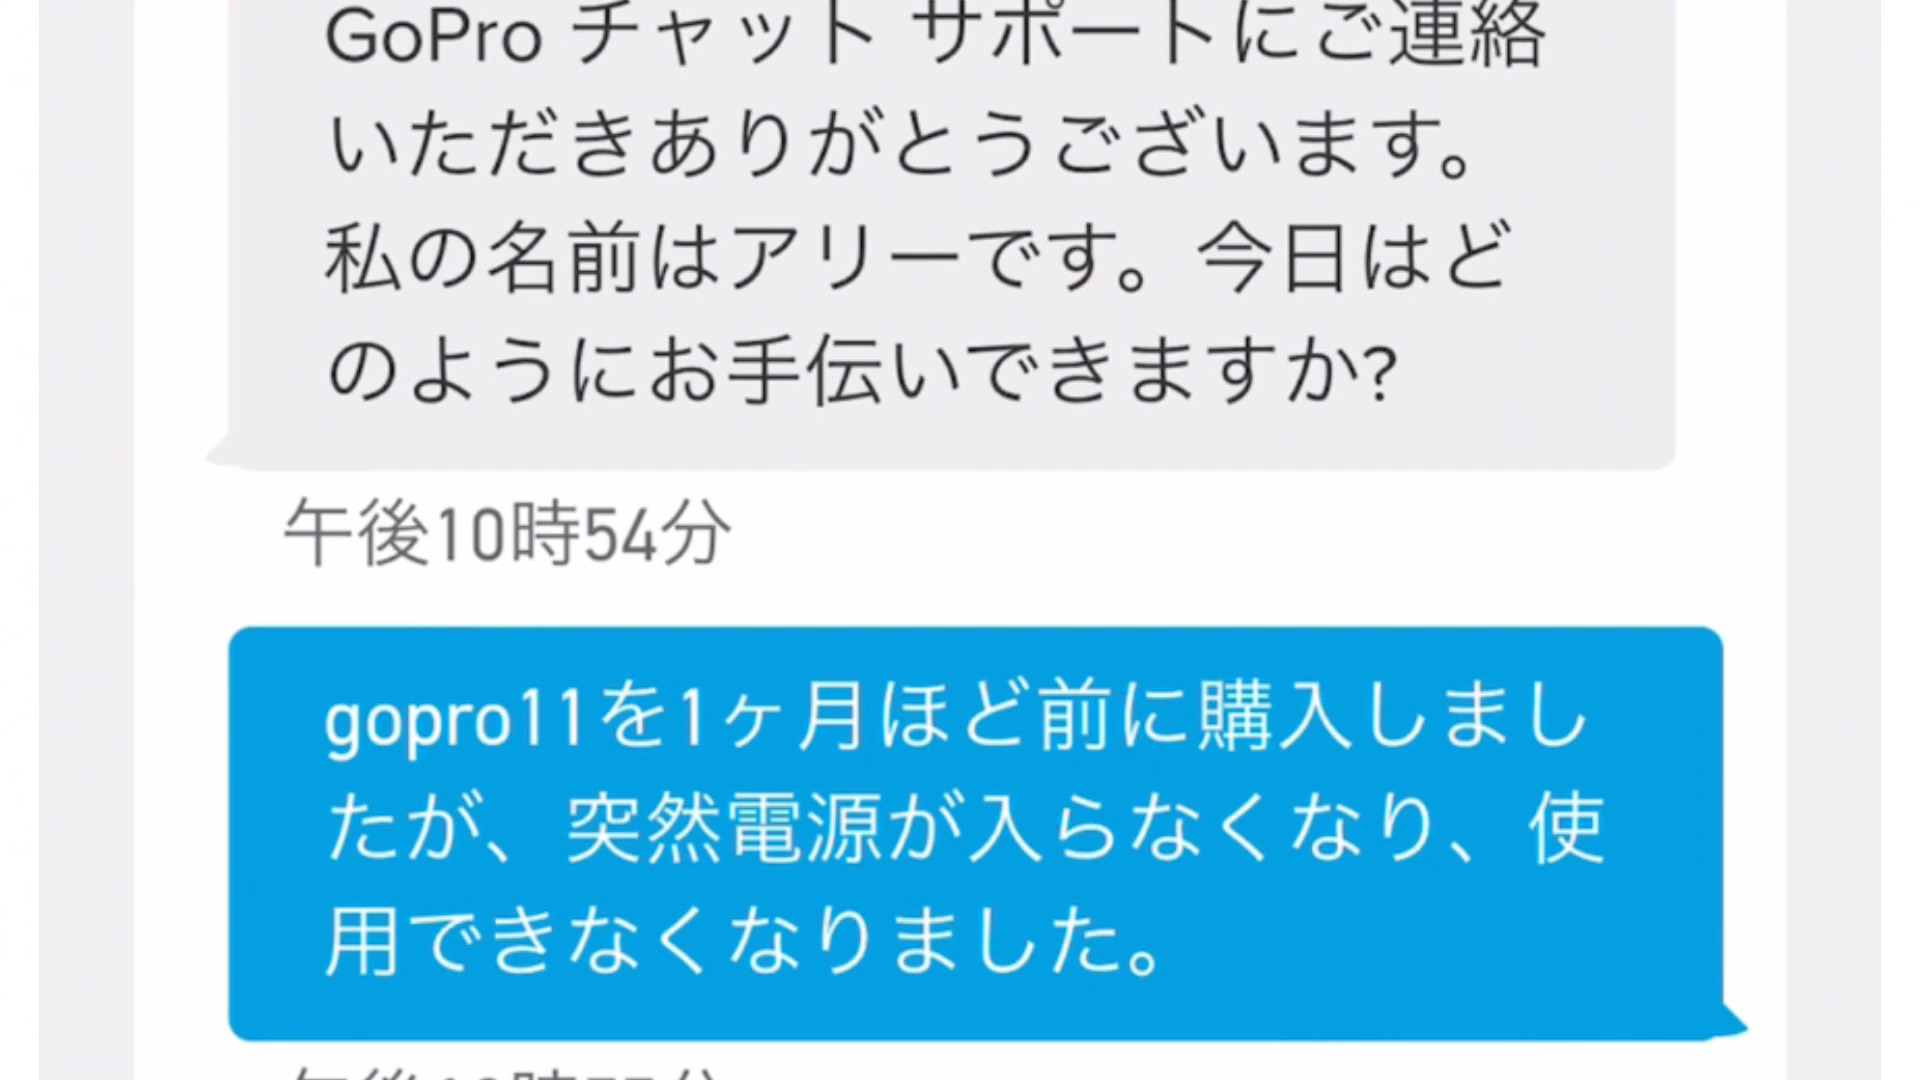 GoPro チャット サポートにご連絡
いただきありがとうございます。
私の名前はアリーです。今日はど
のようにお手伝いできますか?
午後10時54分
gopro11を1ヶ月ほど前に購入しまし
たが、突然電源が入らなくなり、使
用できなくなりました。